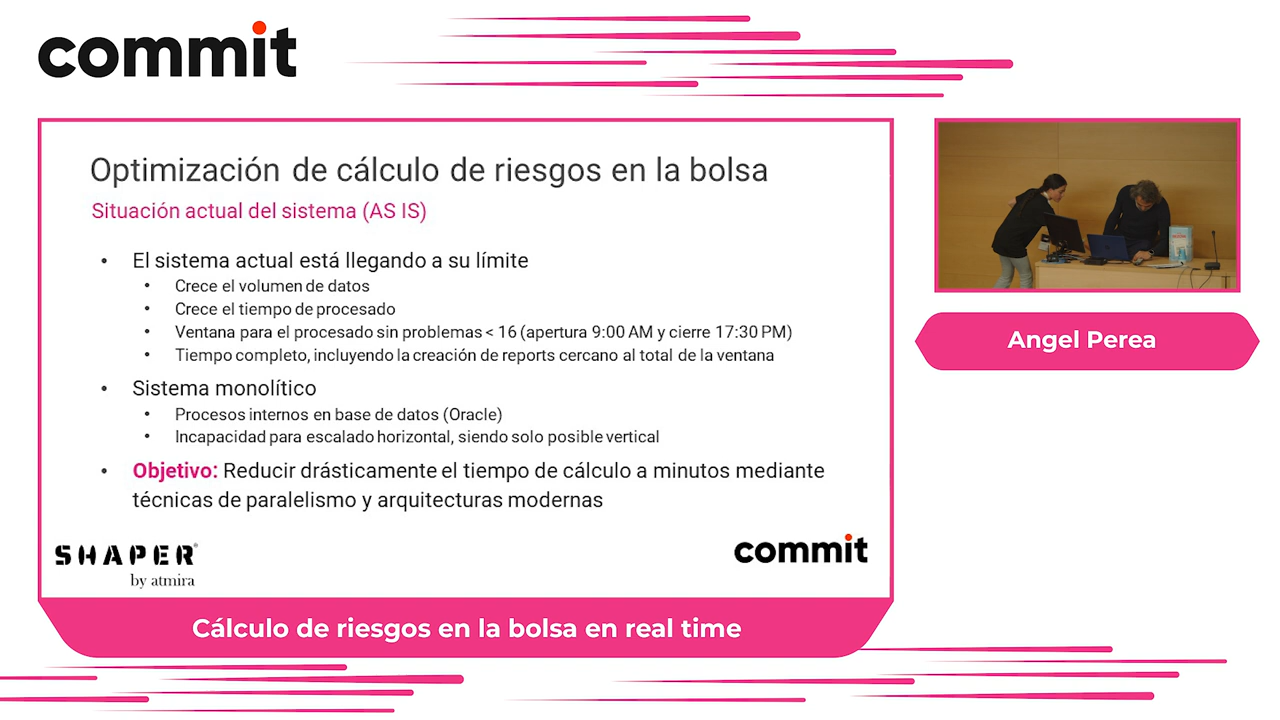 commit
Optimización de cálculo de riesgos en la bolsa
Situación actual del sistema (AS IS)
• El sistema actual está llegando a su límite
• Crece el volumen de datos
• Crece el tiempo de procesado
• Ventana para el procesado sin problemas < 16 (apertura 9:00 AM y cierre 17:30 PM)
• Tiempo completo, incluyendo la creación de reports cercano al total de la ventana
• Sistema monolítico
• Procesos internos en base de datos (Oracle)
• Incapacidad para escalado horizontal, siendo solo posible vertical
• Objetivo: Reducir drásticamente el tiempo de cálculo a minutos mediante
técnicas de paralelismo y arquitecturas modernas
SHAPER®
by atmira
commit
Cálculo de riesgos en la bolsa en real time
Angel Perea